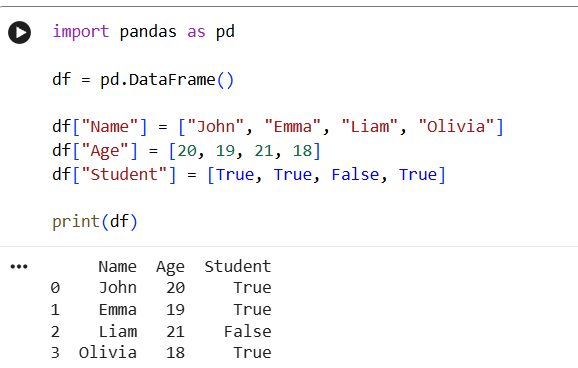 import pandas as pd
df = pd.DataFrame()
df["Name"] = ["John", "Emma", "Liam", "Olivia"]
df["Age"] = [20, 19, 21, 18]
df["Student"] = [True, True, False, True]
print(df)
Name Age Student
0 John 20 True
1 Emma 19 True
2 Liam 21 False
3 Olivia 18 True